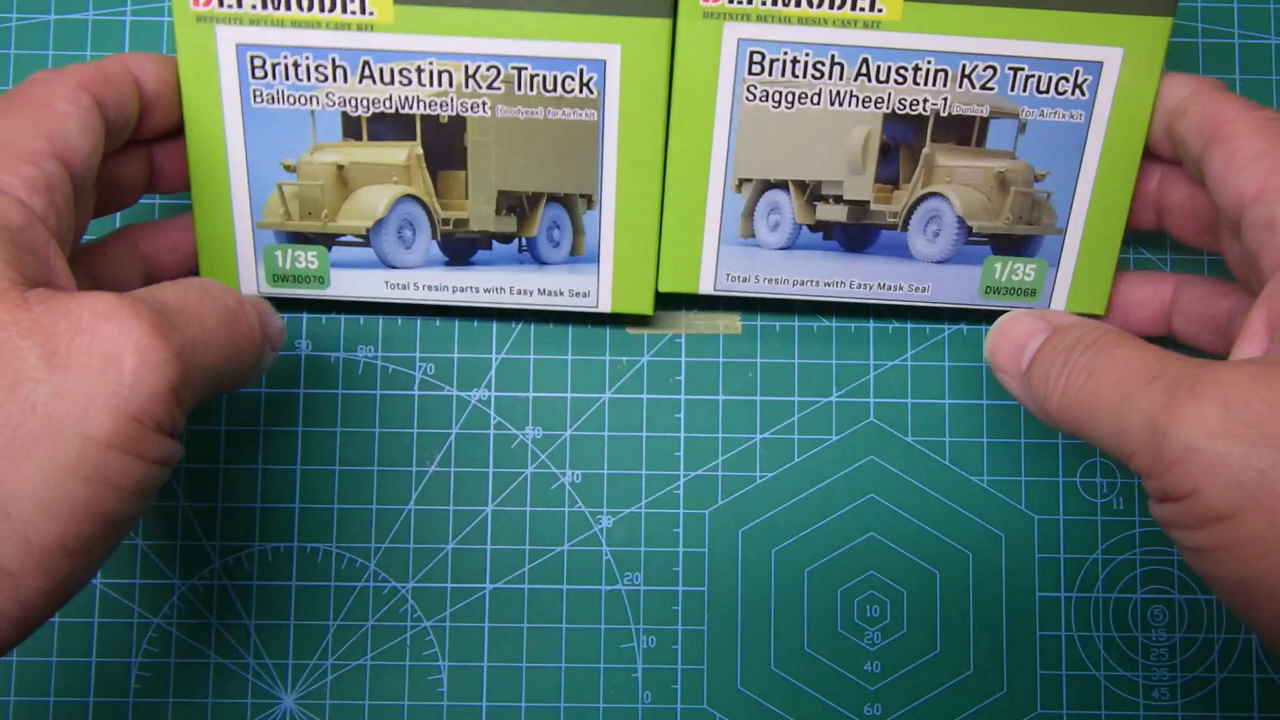 DEF.MODEL
DEFINITE DETAIL RESIN CAST KIT
British Austin K2 Truck
Balloon Sagged Wheel set (Goodyear) for Airfix kit
1/35
DW30070
Total 5 resin parts with Easy Mask Seal
DEF.MODEL
DEFINITE DETAIL RESIN CAST KIT
British Austin K2 Truck
Sagged Wheel set-1 (Dunlop) for Airfix kit
1/35
DW30068
Total 5 resin parts with Easy Mask Seal
90
80
70
60
50
40
30
20
10
0
10
20
40
60
1
11
5
15
25
35
45